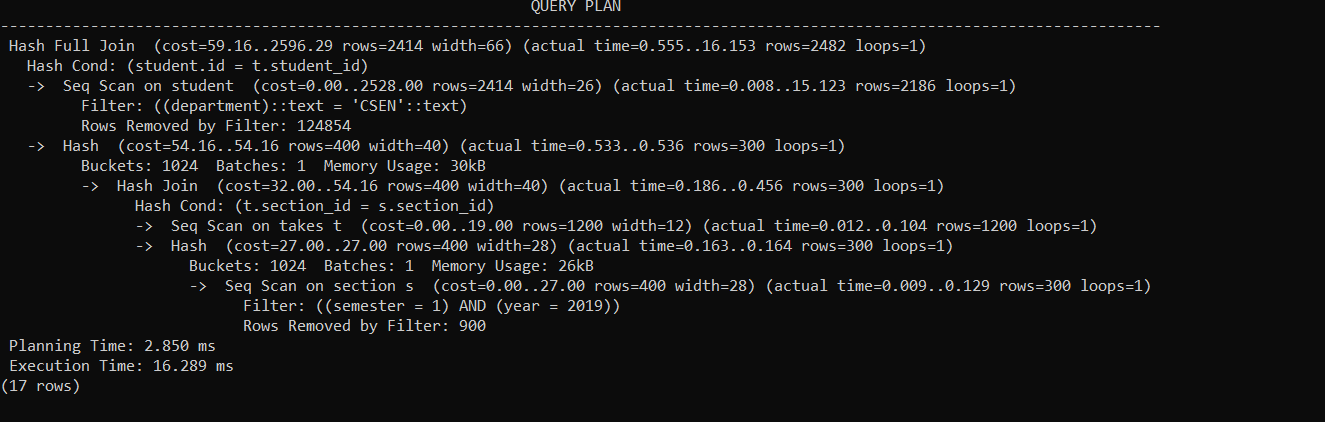 QUERY PLAN
-----------------------------------------------------------------------------------------------------------------------------
Hash Full Join  (cost=59.16..2596.29 rows=2414 width=66) (actual time=0.555..16.153 rows=2482 loops=1)
  Hash Cond: (student.id = t.student_id)
  ->  Seq Scan on student  (cost=0.00..2528.00 rows=2414 width=26) (actual time=0.008..15.123 rows=2186 loops=1)
        Filter: ((department)::text = 'CSEN'::text)
        Rows Removed by Filter: 124854
  ->  Hash  (cost=54.16..54.16 rows=400 width=40) (actual time=0.533..0.536 rows=300 loops=1)
        Buckets: 1024  Batches: 1  Memory Usage: 30kB
        ->  Hash Join  (cost=32.00..54.16 rows=400 width=40) (actual time=0.186..0.456 rows=300 loops=1)
              Hash Cond: (t.section_id = s.section_id)
              ->  Seq Scan on takes t  (cost=0.00..19.00 rows=1200 width=12) (actual time=0.012..0.104 rows=1200 loops=1)
              ->  Hash  (cost=27.00..27.00 rows=400 width=28) (actual time=0.163..0.164 rows=300 loops=1)
                    Buckets: 1024  Batches: 1  Memory Usage: 26kB
                    ->  Seq Scan on section s  (cost=0.00..27.00 rows=400 width=28) (actual time=0.009..0.129 rows=300 loops=1)
                          Filter: ((semester = 1) AND (year = 2019))
                          Rows Removed by Filter: 900
Planning Time: 2.850 ms
Execution Time: 16.289 ms
(17 rows)